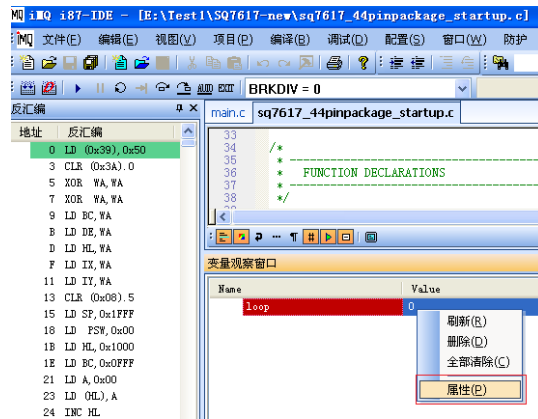 iMQ i87-IDE - [E:\Test1\SQ7617-new\sq7617_44pinpackage_startup.c]
文件(F) 编辑(E) 视图(V) 项目(P) 编译(B) 调试(D) 配置(S) 窗口(W) 防护
BRKDIV = 0
反汇编
main.c sq7617_44pinpackage_startup.c
地址 反汇编
0 LD (0x39),0x50
3 CLR (0x3A).0
5 XOR WA,WA
7 XOR WA,WA
9 LD BC,WA
B LD DE,WA
D LD HL,WA
F LD IX,WA
11 LD IY,WA
13 CLR (0x08).5
15 LD SP,0x1FFF
18 LD PSW,0x00
1B LD HL,0x1000
1E LD BC,0x0FFF
21 LD A,0x00
23 LD (HL),A
24 INC HL
33
34 /*
35 * ------------------------------------
36 * FUNCTION DECLARATIONS
37 * ------------------------------------
38 */
变量观察窗口
Name Value
loop 0
刷新(R)
删除(D)
全部清除(C)
属性(P)